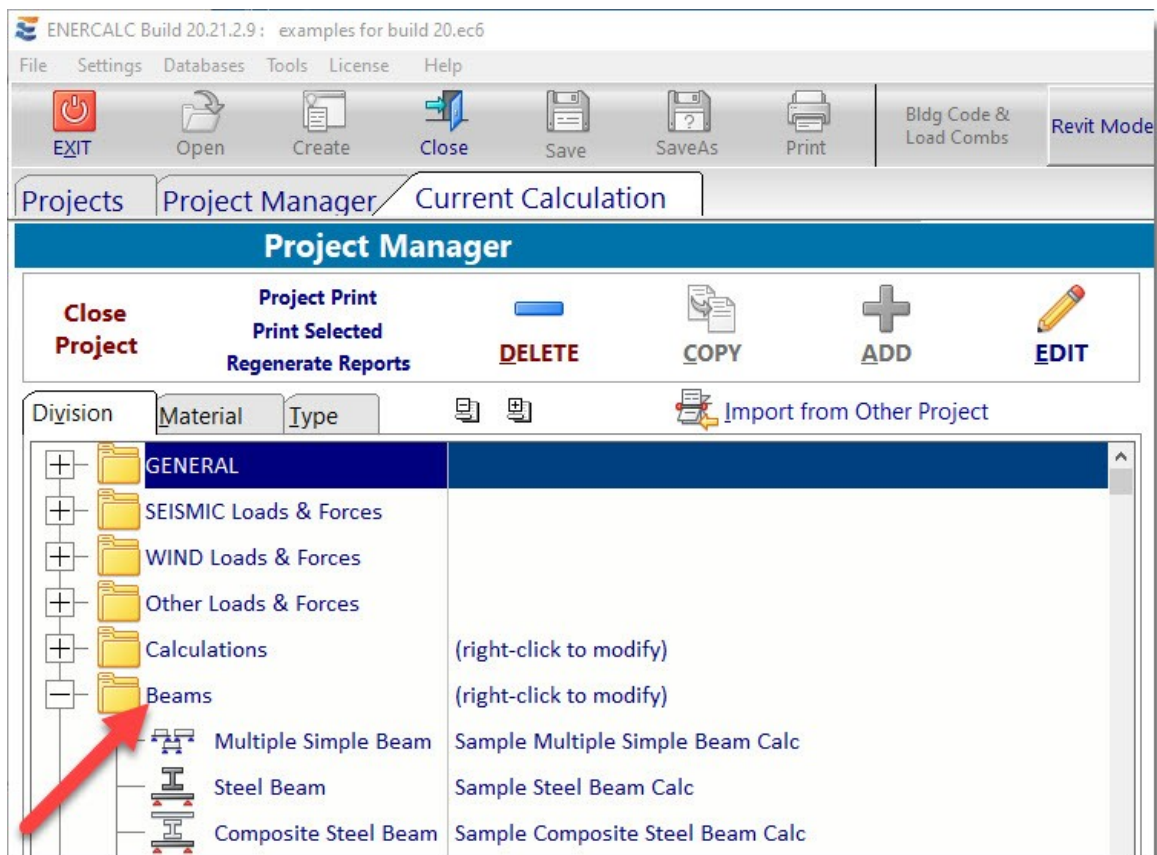 ENERCALC Build 20.21.2.9 : examples for build 20.ec6
File Settings Databases Tools License Help
EXIT Open Create Close Save SaveAs Print Bldg Code & Load Combs Revit Mode
Projects Project Manager Current Calculation
Project Manager
Close Project
Project Print
Print Selected
Regenerate Reports
DELETE COPY ADD EDIT
Division Material Type Import from Other Project
GENERAL
SEISMIC Loads & Forces
WIND Loads & Forces
Other Loads & Forces
Calculations (right-click to modify)
Beams (right-click to modify)
Multiple Simple Beam Sample Multiple Simple Beam Calc
Steel Beam Sample Steel Beam Calc
Composite Steel Beam Sample Composite Steel Beam Calc